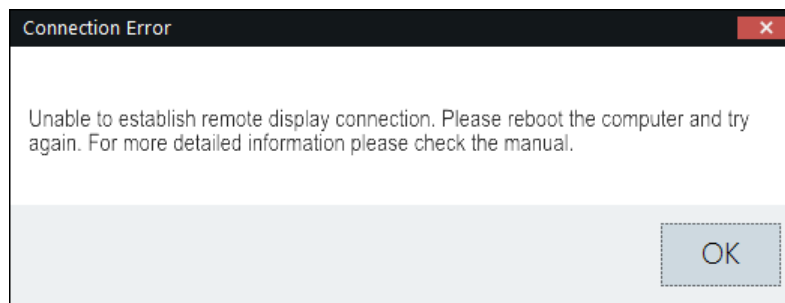 Connection Error
Unable to establish remote display connection. Please reboot the computer and try
again. For more detailed information please check the manual.
OK